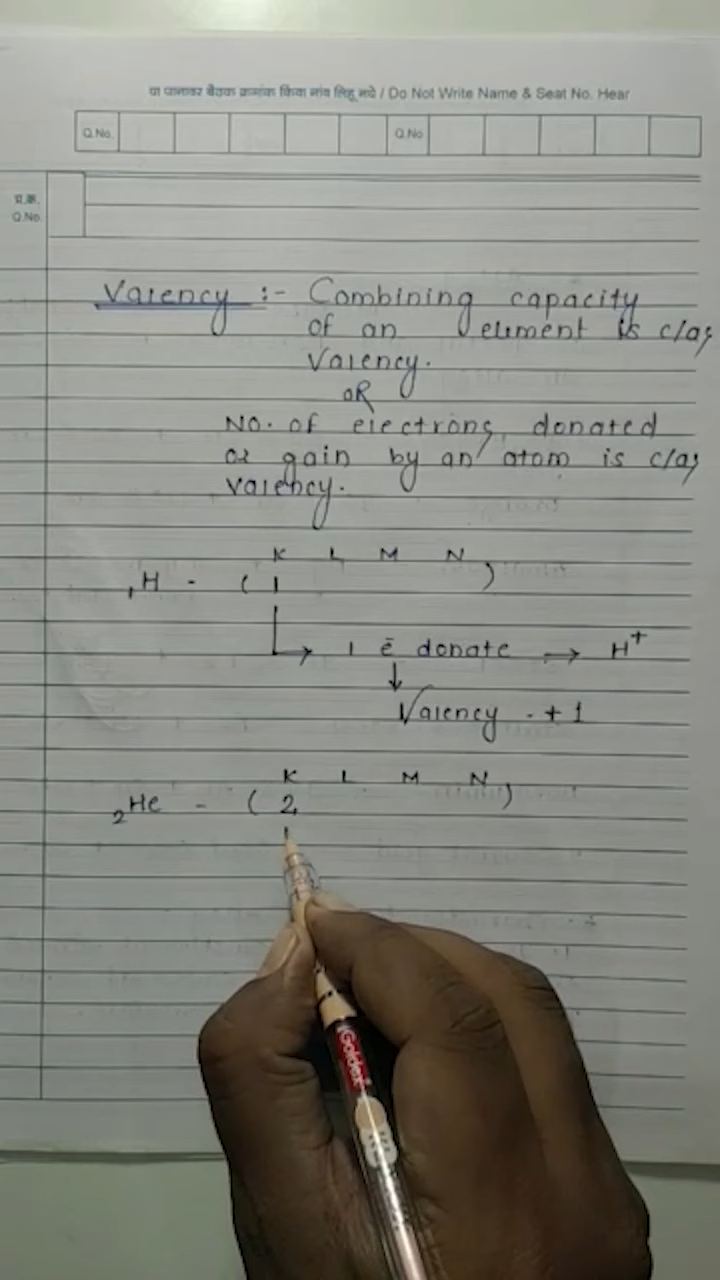 या पानावर बैठक क्रमांक किंवा नांव लिहू नये / Do Not Write Name & Seat No. Hear
Q.No. Q.No
प्र.क्र.
Q.No.
Valency :- Combining capacity
of an element is c/as
Valency.
OR
No. of electrons donated
or gain by an atom is c/as
valency.
K L M N
₁H - ( 1 )
→ 1 ē donate → H⁺
↓
Valency - +1
K L M N
₂He - ( 2, )
Goldex